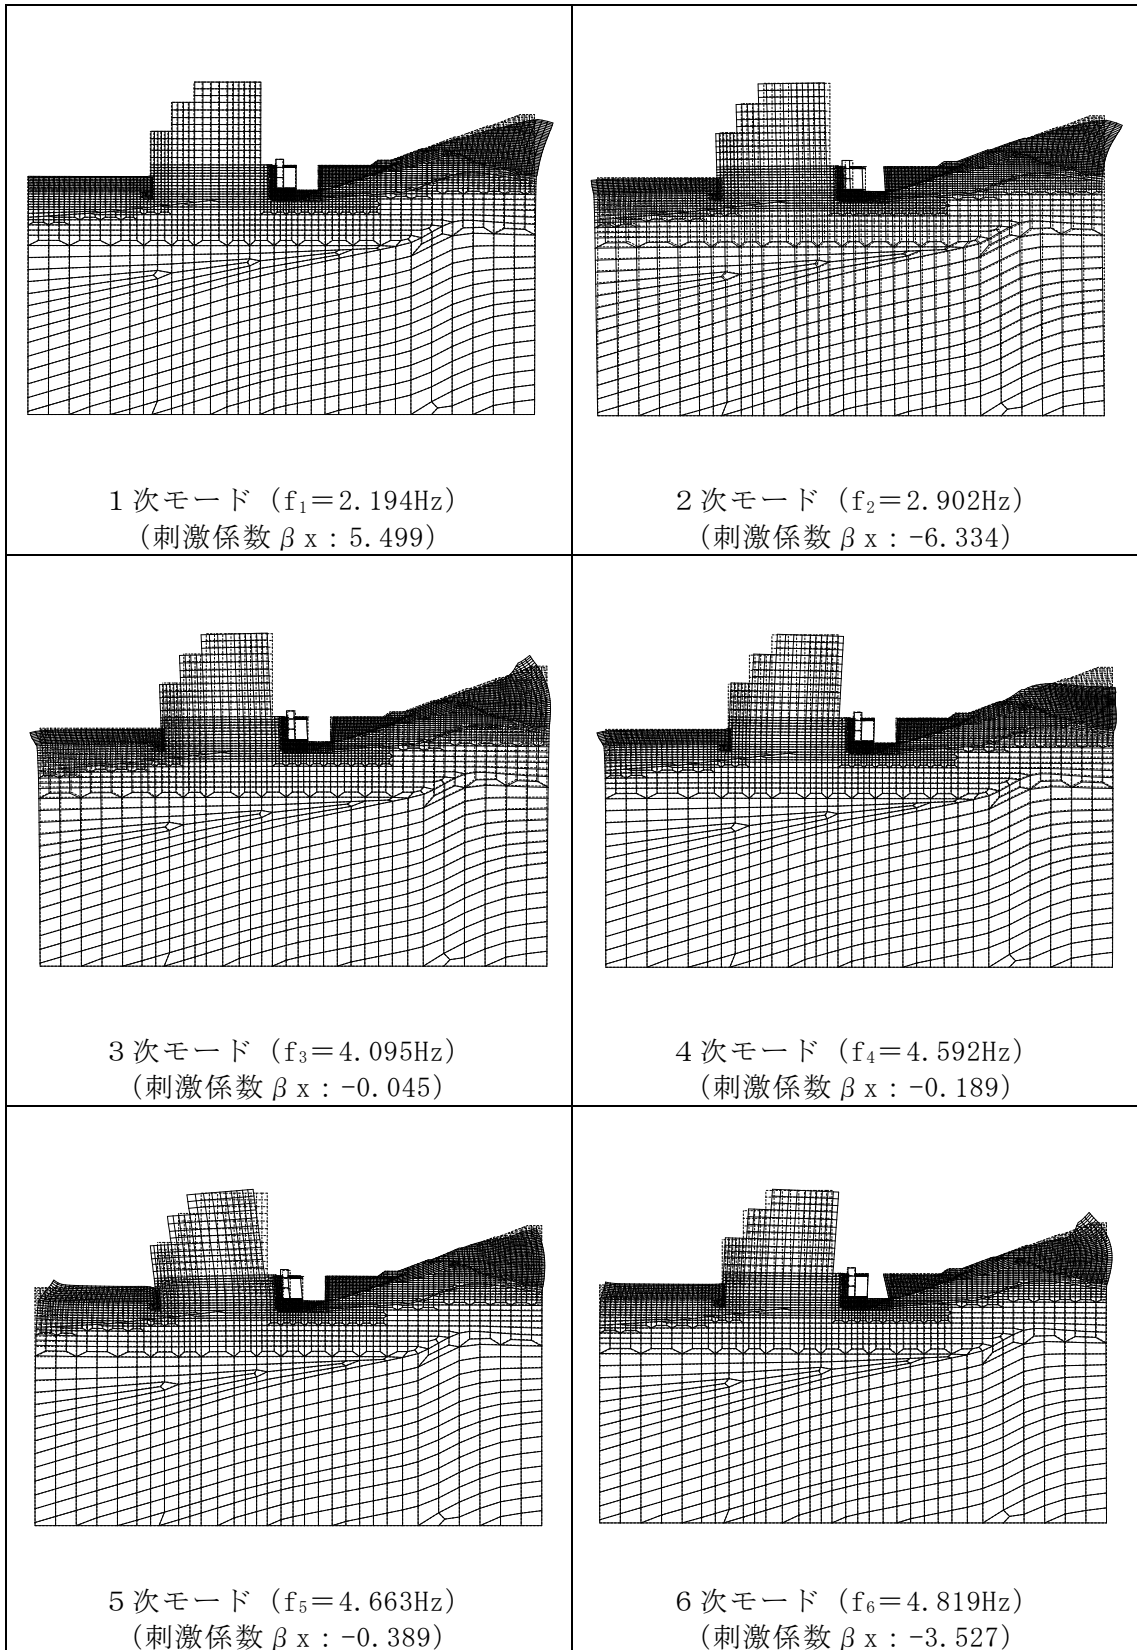 1次モード (f₁＝2.194Hz)
(刺激係数βx：5.499)
2次モード (f₂＝2.902Hz)
(刺激係数βx：-6.334)
3次モード (f₃＝4.095Hz)
(刺激係数βx：-0.045)
4次モード (f₄＝4.592Hz)
(刺激係数βx：-0.189)
5次モード (f₅＝4.663Hz)
(刺激係数βx：-0.389)
6次モード (f₆＝4.819Hz)
(刺激係数βx：-3.527)